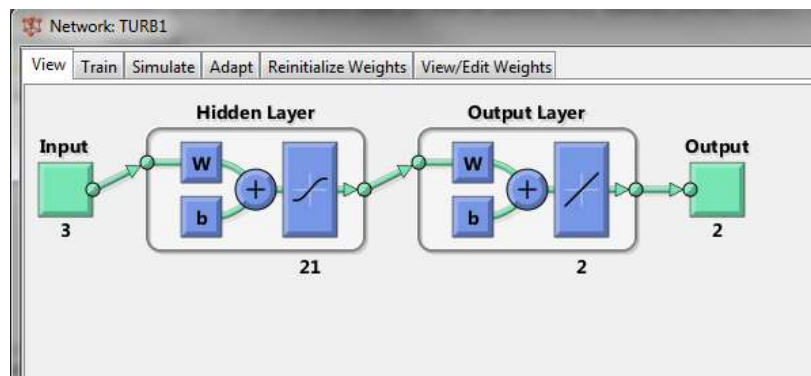 Network: TURB1
View Train Simulate Adapt Reinitialize Weights View/Edit Weights
Hidden Layer Output Layer
Input Output
W W
b b
3 2
21 2